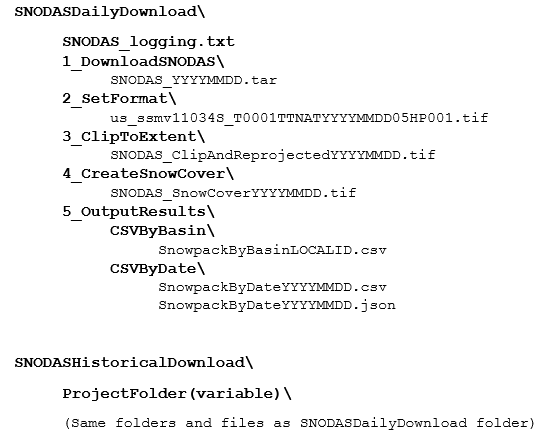 SNODASDailyDownload\
SNODAS_logging.txt
1_DownloadSNODAS\
SNODAS_YYYYMMDD.tar
2_SetFormat\
us_ssmv11034S_T0001TTNATYYYYMMDD05HP001.tif
3_ClipToExtent\
SNODAS_ClipAndReprojectedYYYYMMDD.tif
4_CreateSnowCover\
SNODAS_SnowCoverYYYYMMDD.tif
5_OutputResults\
CSVByBasin\
SnowpackByBasinLOCALID.csv
CSVByDate\
SnowpackByDateYYYYMMDD.csv
SnowpackByDateYYYYMMDD.json
SNODASHistoricalDownload\
ProjectFolder(variable)\
(Same folders and files as SNODASDailyDownload folder)